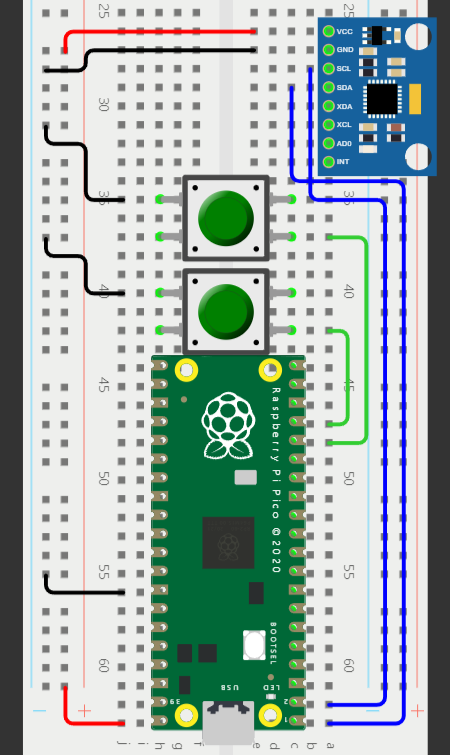 25
25
VCC
GND
SCL
SDA
XDA
XCL
AD0
INT
30
35
35
40
40
45
45
Raspberry Pi Pico ©2020
50
50
55
55
BOOTSEL
60
60
USB
LED
39
2
1
− +
− +
j i h g f e d c b a